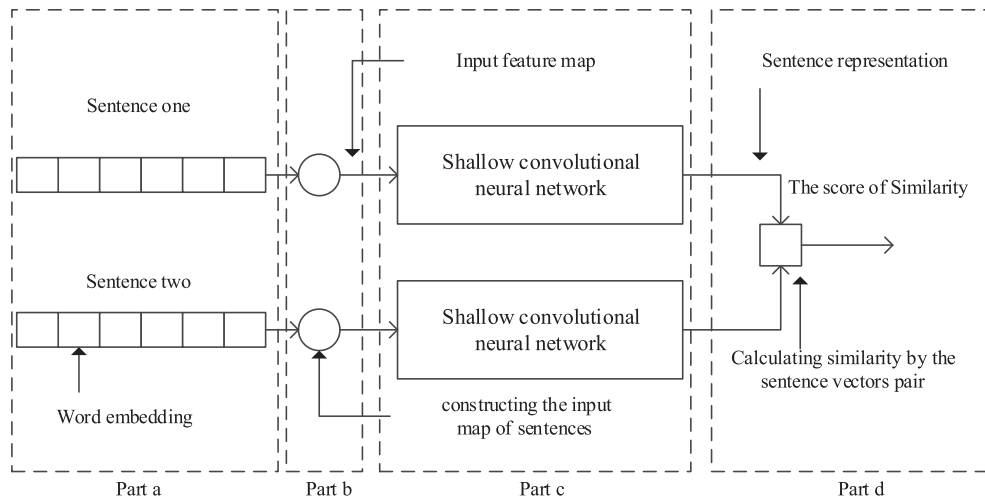 Input feature map
Sentence representation
Sentence one
Shallow convolutional
neural network
The score of Similarity
Sentence two
Shallow convolutional
neural network
Calculating similarity by the
sentence vectors pair
Word embedding
constructing the input
map of sentences
Part a
Part b
Part c
Part d